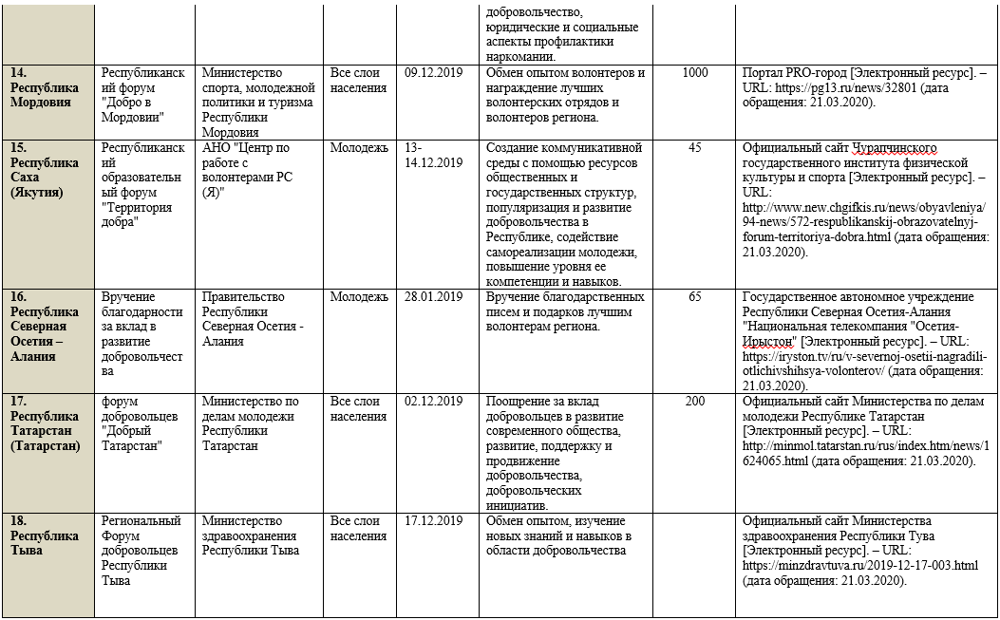 добровольчество,
юридические и социальные
аспекты профилактики
наркомании.
14.
Республика
Мордовия
Республиканск
ий форум
"Добро в
Мордовии"
Министерство
спорта, молодежной
политики и туризма
Республики
Мордовия
Все слои
населения
09.12.2019
Обмен опытом волонтеров и
награждение лучших
волонтерских отрядов и
волонтеров региона.
1000
Портал PRO-город [Электронный ресурс]. –
URL: https://pg13.ru/news/32801 (дата
обращения: 21.03.2020).
15.
Республика
Саха
(Якутия)
Республиканск
ий
образовательн
ый форум
"Территория
добра"
АНО "Центр по
работе с
волонтерами РС
(Я)"
Молодежь
13-
14.12.2019
Создание коммуникативной
среды с помощью ресурсов
общественных и
государственных структур,
популяризация и развитие
добровольчества в
Республике, содействие
самореализации молодежи,
повышение уровня ее
компетенции и навыков.
45
Официальный сайт Чурапчинского
государственного института физической
культуры и спорта [Электронный ресурс]. –
URL:
http://www.new.chgifkis.ru/news/obyavleniya/
94-news/572-respublikanskij-obrazovatelnyj-
forum-territoriya-dobra.html (дата обращения:
21.03.2020).
16.
Республика
Северная
Осетия –
Алания
Вручение
благодарности
за вклад в
развитие
добровольчест
ва
Правительство
Республики
Северная Осетия -
Алания
Молодежь
28.01.2019
Вручение благодарственных
писем и подарков лучшим
волонтерам региона.
65
Государственное автономное учреждение
Республики Северная Осетия-Алания
"Национальная телекомпания "Осетия-
Ирыстон" [Электронный ресурс]. – URL:
https://iryston.tv/ru/v-severnoj-osetii-nagradili-
otlichivshihsya-volonterov/ (дата обращения:
21.03.2020).
17.
Республика
Татарстан
(Татарстан)
форум
добровольцев
"Добрый
Татарстан"
Министерство по
делам молодежи
Республики
Татарстан
Все слои
населения
02.12.2019
Поощрение за вклад
добровольцев в развитие
современного общества,
развитие, поддержку и
продвижение
добровольчества,
добровольческих
инициатив.
200
Официальный сайт Министерства по делам
молодежи Республике Татарстан
[Электронный ресурс]. – URL:
http://minmol.tatarstan.ru/rus/index.htm/news/1
624065.html (дата обращения: 21.03.2020).
18.
Республика
Тыва
Региональный
Форум
добровольцев
Республики
Тыва
Министерство
здравоохранения
Республики Тыва
Все слои
населения
17.12.2019
Обмен опытом, изучение
новых знаний и навыков в
области добровольчества
Официальный сайт Министерства
здравоохранения Республики Тува
[Электронный ресурс]. – URL:
https://minzdravtuva.ru/2019-12-17-003.html
(дата обращения: 21.03.2020).